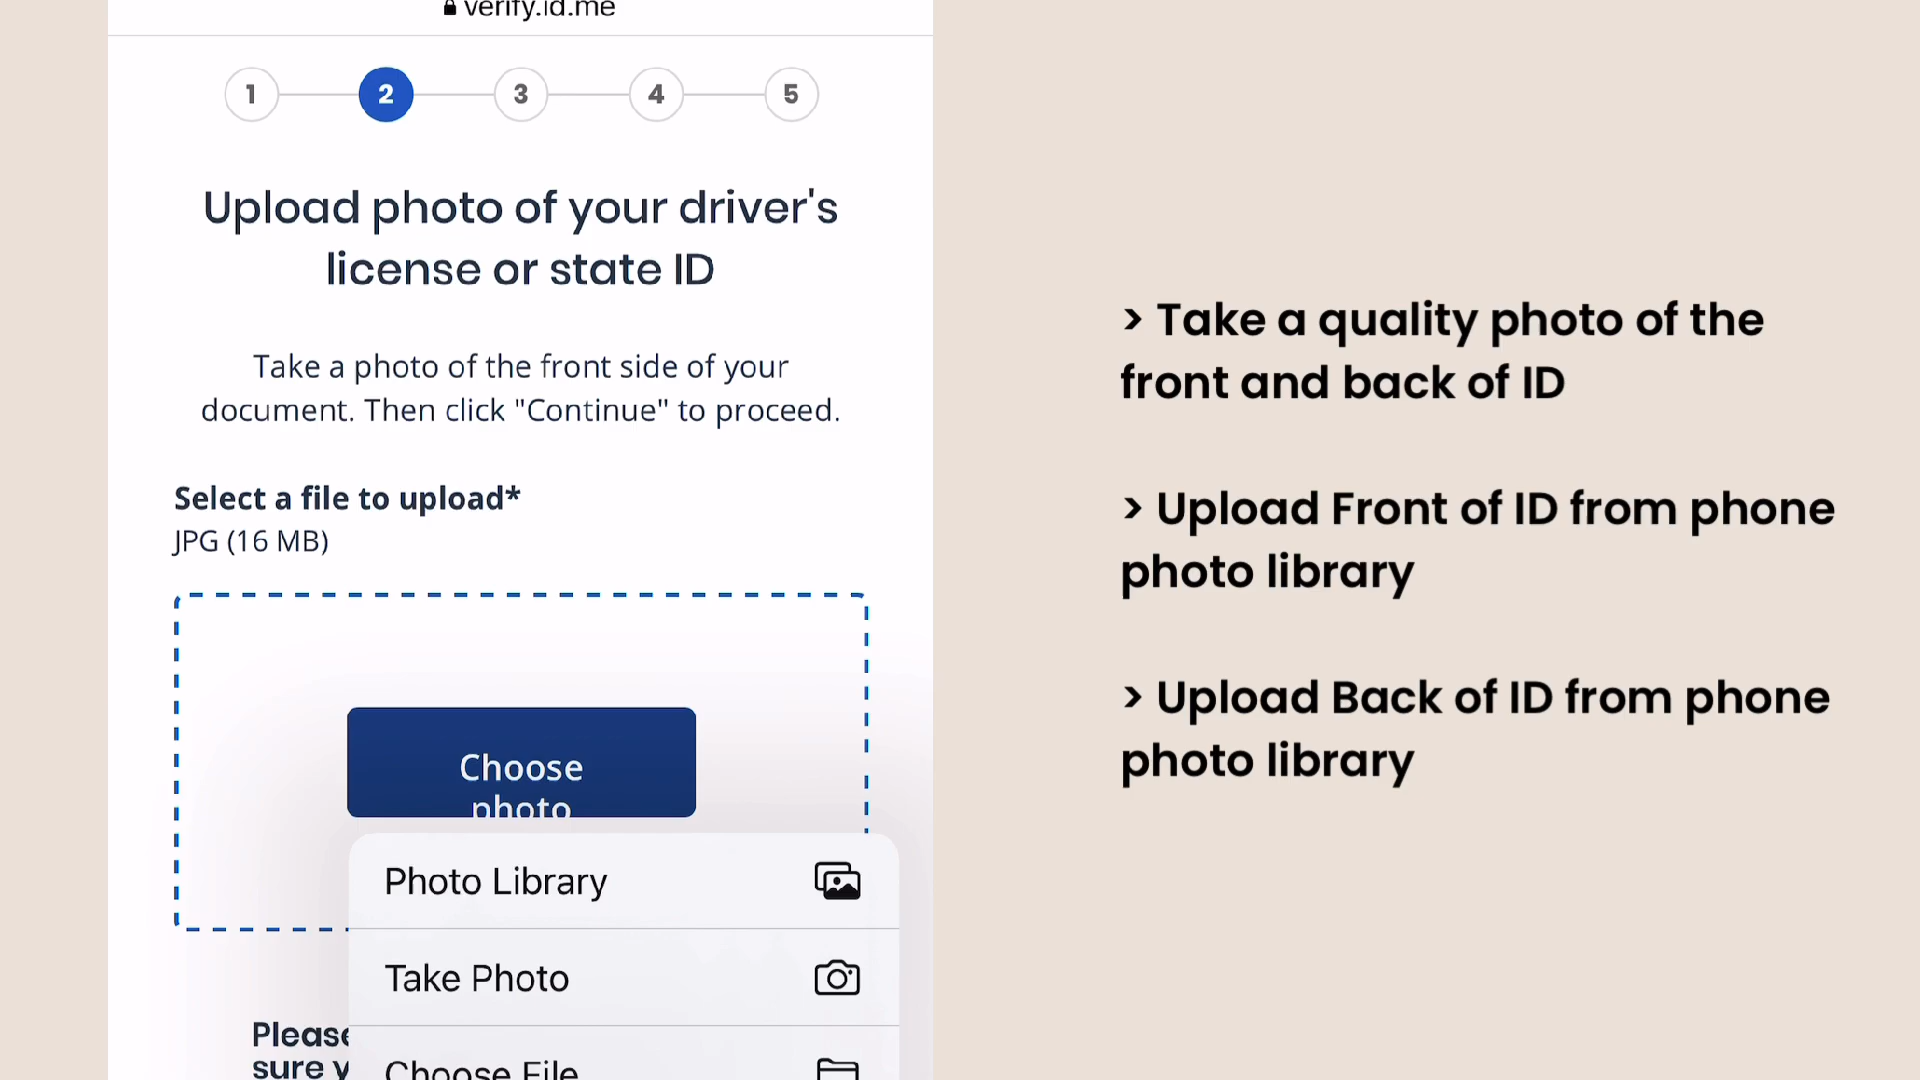 verify.id.me
1 2 3 4 5
Upload photo of your driver's
license or state ID
Take a photo of the front side of your
document. Then click "Continue" to proceed.
Select a file to upload*
JPG (16 MB)
Choose
photo
Photo Library
Take Photo
Choose File
Please
sure y
> Take a quality photo of the
front and back of ID
> Upload Front of ID from phone
photo library
> Upload Back of ID from phone
photo library